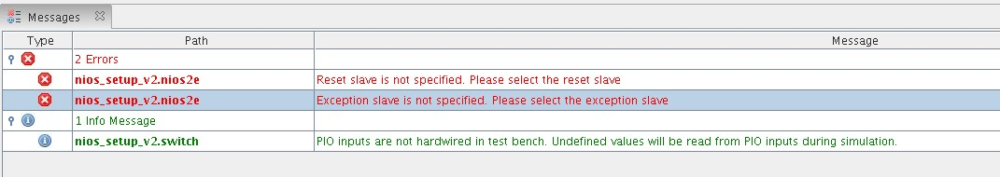 Messages
Type Path Message
2 Errors
nios_setup_v2.nios2e Reset slave is not specified. Please select the reset slave
nios_setup_v2.nios2e Exception slave is not specified. Please select the exception slave
1 Info Message
nios_setup_v2.switch PIO inputs are not hardwired in test bench. Undefined values will be read from PIO inputs during simulation.